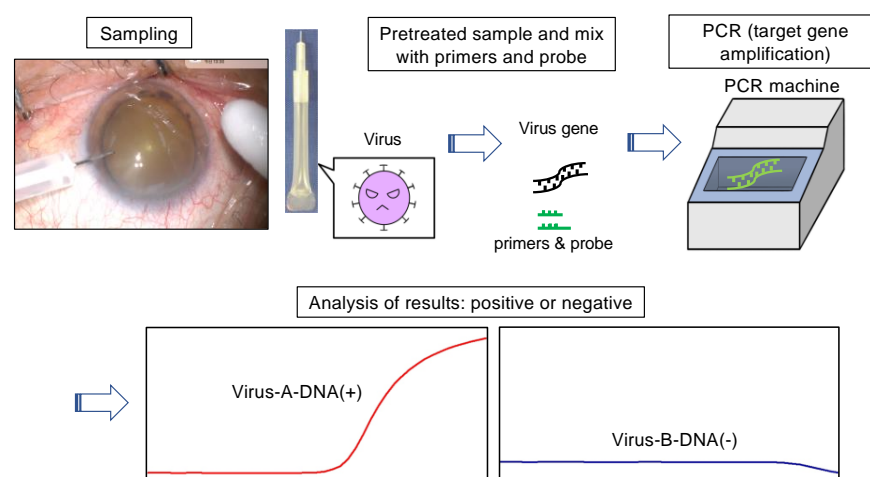 Sampling
Pretreated sample and mix
with primers and probe
PCR (target gene
amplification)
PCR machine
Virus
Virus gene
primers & probe
Analysis of results: positive or negative
Virus-A-DNA(+)
Virus-B-DNA(-)